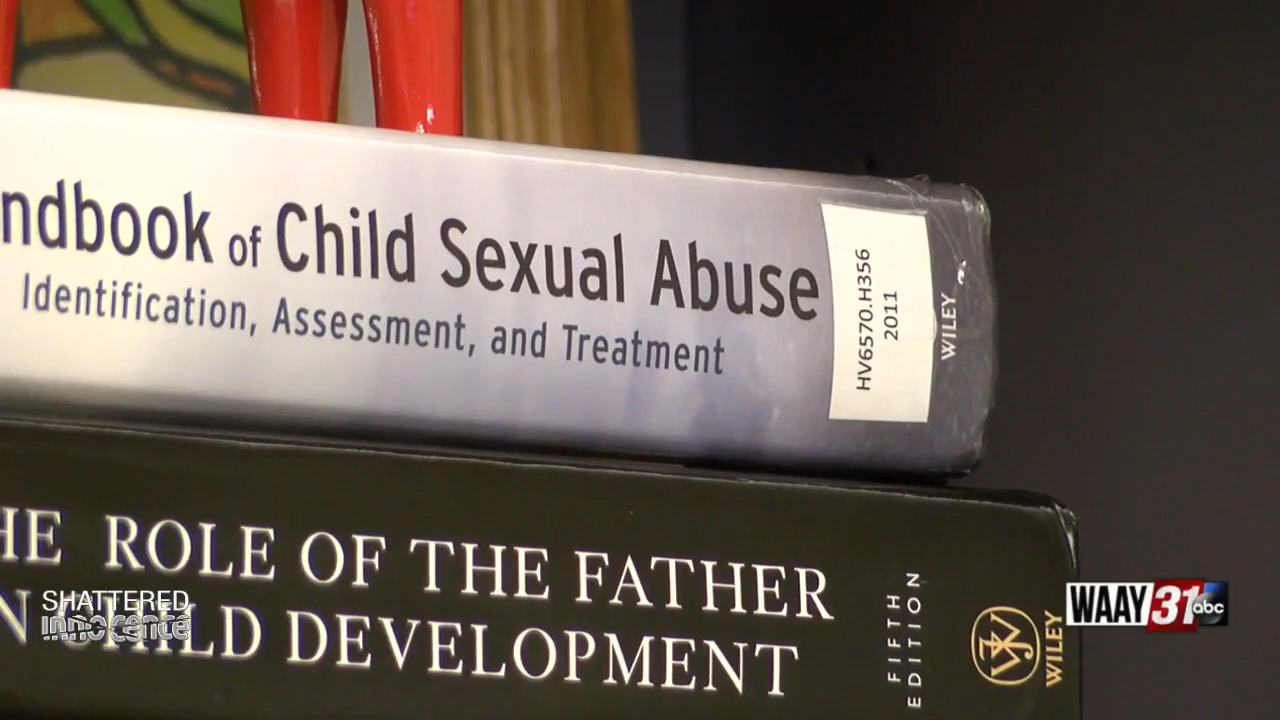 ndbook of Child Sexual Abuse
Identification, Assessment, and Treatment
HV6570.H356
2011
WILEY
HE ROLE OF THE FATHER
N CHILD DEVELOPMENT
FIFTH
EDITION
WILEY
SHATTERED
Innocence
WAAY 31 abc